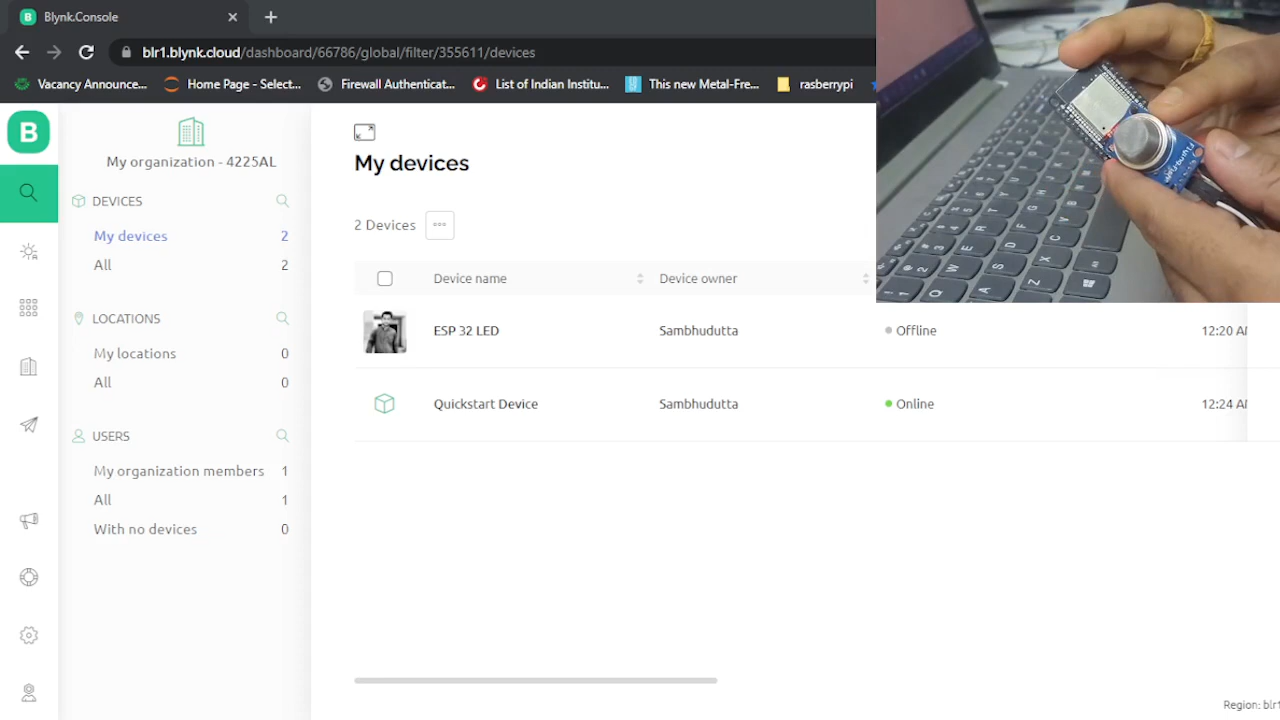 Blynk.Console
blr1.blynk.cloud/dashboard/66786/global/filter/355611/devices
Vacancy Announce...
Home Page - Select...
Firewall Authenticat...
List of Indian Institu...
This new Metal-Fre...
rasberrypi
B
My organization - 4225AL
DEVICES
My devices 2
All 2
LOCATIONS
My locations 0
All 0
USERS
My organization members 1
All 1
With no devices 0
My devices
2 Devices
Device name Device owner
ESP 32 LED Sambhudutta Offline 12:20 AM
Quickstart Device Sambhudutta Online 12:24 AM
Region: blr1